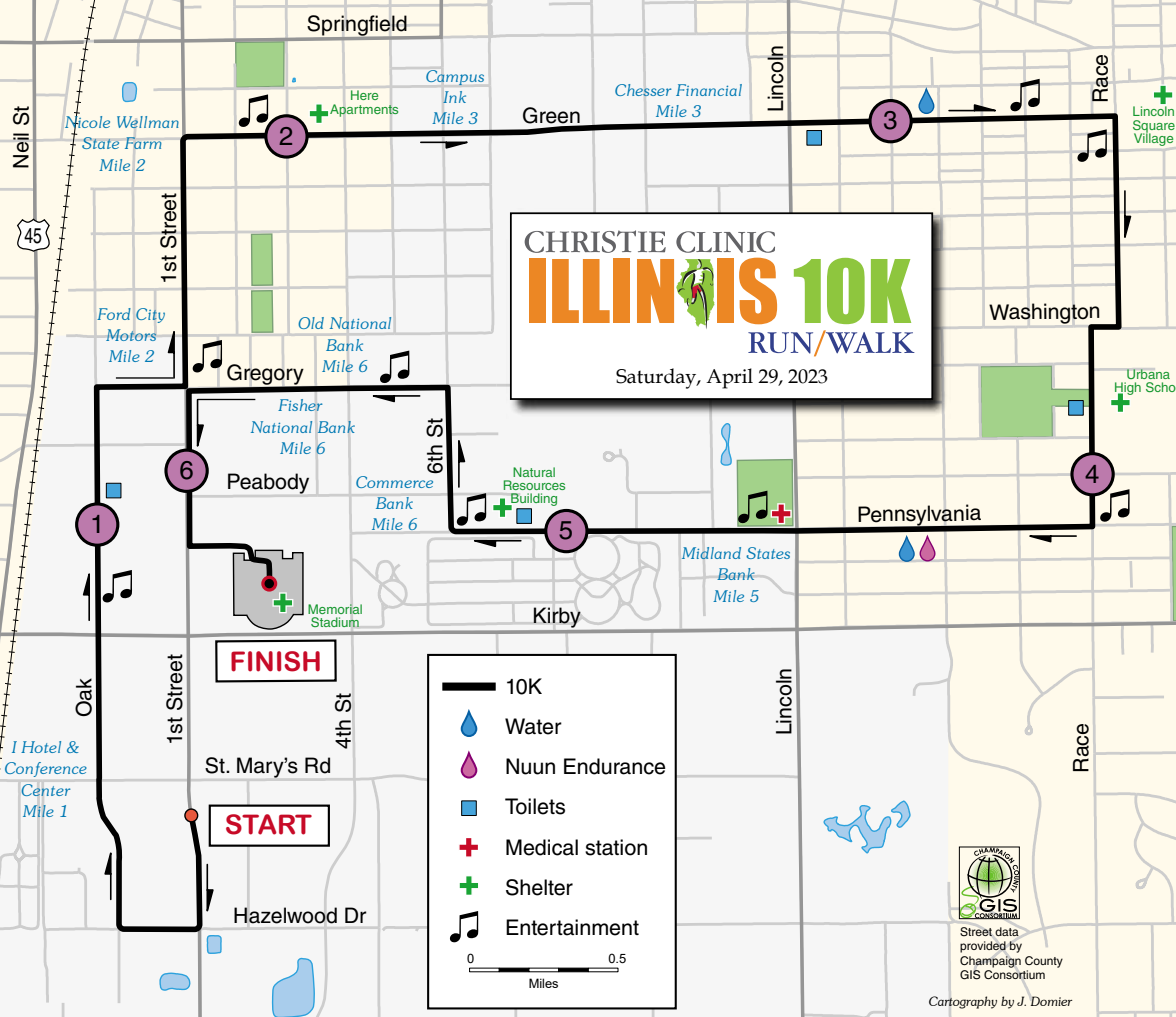 Springfield
Neil St
45
Nicole Wellman
State Farm
Mile 2
Here
Apartments
2
Campus
Ink
Mile 3
Green
Chesser Financial
Mile 3
Lincoln
3
Race
Lincoln
Square
Village
1st Street
CHRISTIE CLINIC
ILLINOIS 10K
RUN/WALK
Saturday, April 29, 2023
Washington
Ford City
Motors
Mile 2
Old National
Bank
Mile 6
Gregory
Fisher
National Bank
Mile 6
6th St
Urbana
High Scho
6
Peabody
Commerce
Bank
Mile 6
Natural
Resources
Building
4
1
5
Pennsylvania
Midland States
Bank
Mile 5
Memorial
Stadium
Kirby
FINISH
Oak
1st Street
4th St
Lincoln
Race
I Hotel &
Conference
Center
Mile 1
St. Mary's Rd
START
Hazelwood Dr
10K
Water
Nuun Endurance
Toilets
Medical station
Shelter
Entertainment
0 0.5
Miles
CHAMPAIGN COUNTY
GIS
CONSORTIUM
Street data
provided by
Champaign County
GIS Consortium
Cartography by J. Domier